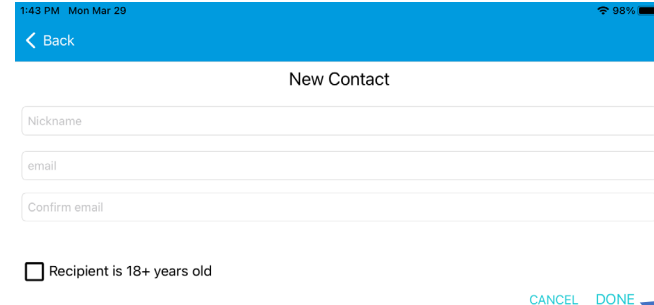 1:43 PM Mon Mar 29 98%
Back
New Contact
Nickname
email
Confirm email
Recipient is 18+ years old
CANCEL DONE